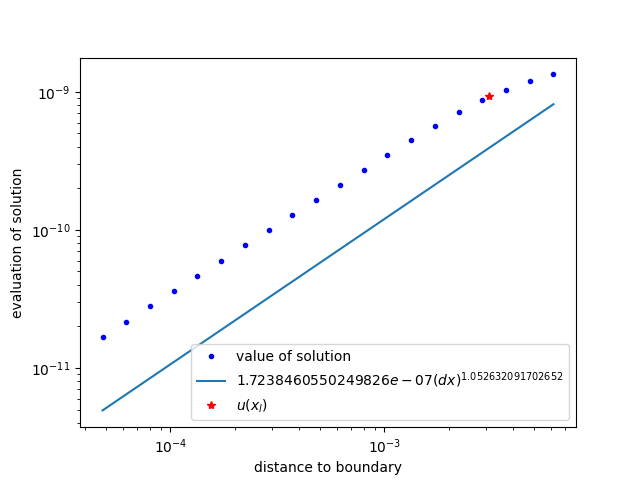 10⁻⁹
10⁻¹⁰
10⁻¹¹
evaluation of solution
value of solution
1.7238460550249826e − 07(dx)^1.052632091702652
u(x_I)
10⁻⁴
10⁻³
distance to boundary